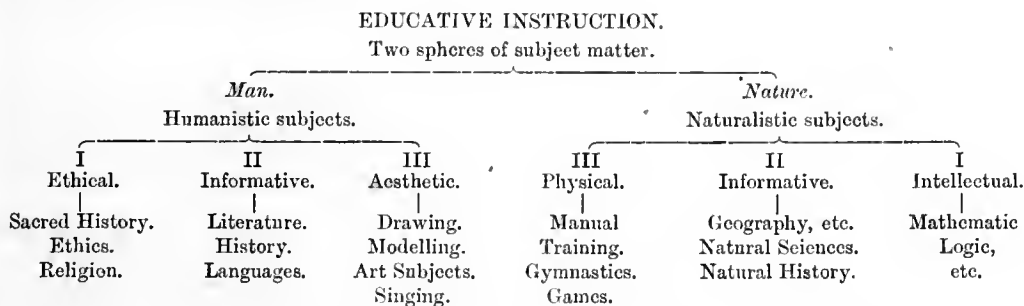 EDUCATIVE INSTRUCTION.
Two spheres of subject matter.
Man. Nature.
Humanistic subjects. Naturalistic subjects.
I II III III II I
Ethical. Informative. Aesthetic. Physical. Informative. Intellectual.
Sacred History. Literature. Drawing. Manual Geography, etc. Mathematic
Ethics. History. Modelling. Training. Natural Sciences. Logic,
Religion. Languages. Art Subjects. Gymnastics. Natural History. etc.
Singing. Games.